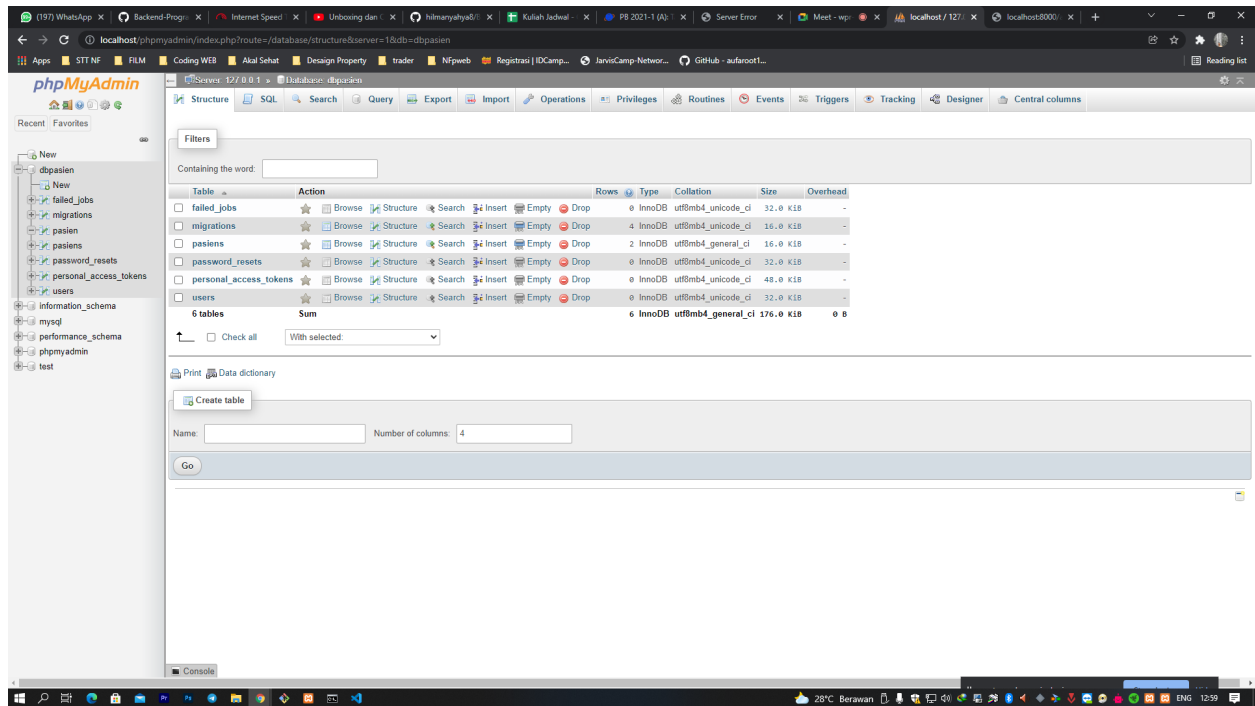 (197) WhatsApp
Backend-Progra
Internet Speed T
Unboxing dan (
hilmanyahya8/
Kuliah Jadwal -
PB 2021-1 (A):
Server Error
Meet - wpr
localhost / 127.
localhost:8000/
localhost/phpmyadmin/index.php?route=/database/structure&server=1&db=dbpasien
Apps
STT NF
FILM
Coding WEB
Akal Sehat
Desaign Property
trader
NFpweb
Registrasi | IDCamp...
JarvisCamp-Networ...
GitHub - aufaroot1...
Reading list
phpMyAdmin
Recent
Favorites
New
dbpasien
New
failed_jobs
migrations
pasien
pasiens
password_resets
personal_access_tokens
users
information_schema
mysql
performance_schema
phpmyadmin
test
Server: 127.0.0.1 » Database: dbpasien
Structure SQL Search Query Export Import Operations Privileges Routines Events Triggers Tracking Designer Central columns
Filters
Containing the word:
Table Action Rows Type Collation Size Overhead
failed_jobs Browse Structure Search Insert Empty Drop 0 InnoDB utf8mb4_unicode_ci 32.0 KiB -
migrations Browse Structure Search Insert Empty Drop 4 InnoDB utf8mb4_unicode_ci 16.0 KiB -
pasiens Browse Structure Search Insert Empty Drop 2 InnoDB utf8mb4_general_ci 16.0 KiB -
password_resets Browse Structure Search Insert Empty Drop 0 InnoDB utf8mb4_unicode_ci 32.0 KiB -
personal_access_tokens Browse Structure Search Insert Empty Drop 0 InnoDB utf8mb4_unicode_ci 48.0 KiB -
users Browse Structure Search Insert Empty Drop 0 InnoDB utf8mb4_unicode_ci 32.0 KiB -
6 tables Sum 6 InnoDB utf8mb4_general_ci 176.0 KiB 0 B
Check all With selected:
Print Data dictionary
Create table
Name: Number of columns: 4
Go
Console
28°C Berawan ENG 12:59